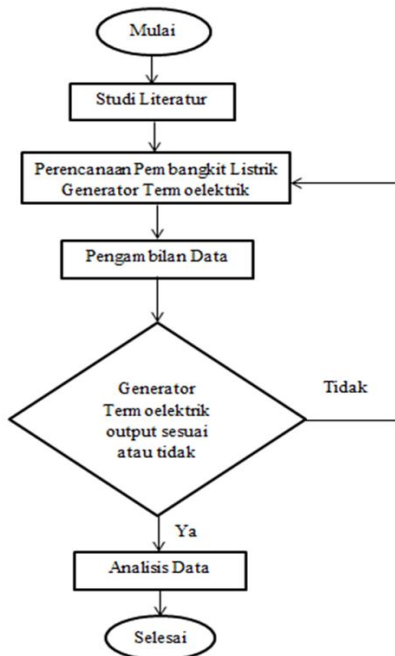 Mulai
Studi Literatur
Perencanaan Pembangkit Listrik
Generator Termoelektrik
Pengambilan Data
Generator
Termoelektrik
output sesuai
atau tidak
Tidak
Ya
Analisis Data
Selesai